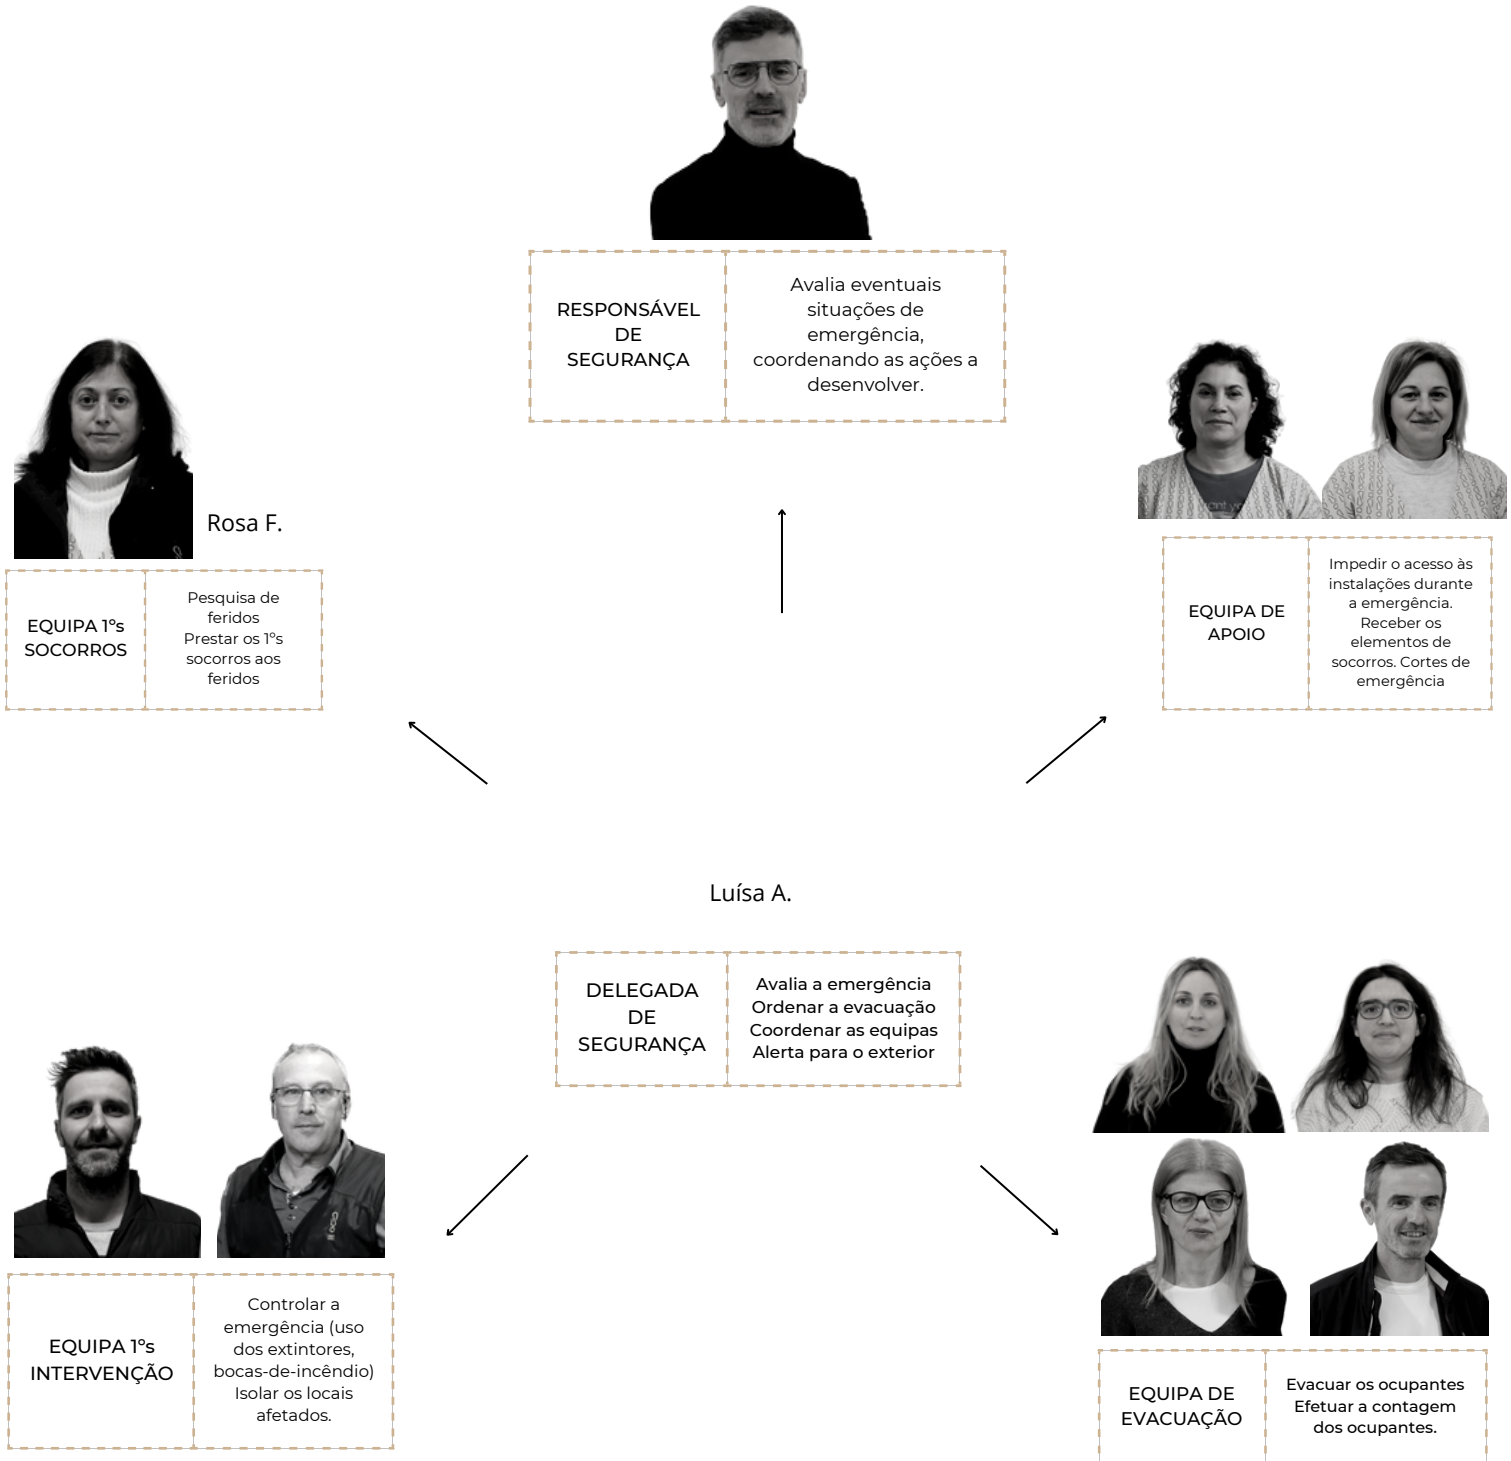 RESPONSÁVEL
DE
SEGURANÇA
Avalia eventuais
situações de
emergência,
coordenando as ações a
desenvolver.
Rosa F.
EQUIPA 1ºs
SOCORROS
Pesquisa de
feridos
Prestar os 1ºs
socorros aos
feridos
EQUIPA DE
APOIO
Impedir o acesso às
instalações durante
a emergência.
Receber os
elementos de
socorros. Cortes de
emergência
Luísa A.
DELEGADA
DE
SEGURANÇA
Avalia a emergência
Ordenar a evacuação
Coordenar as equipas
Alerta para o exterior
EQUIPA 1ºs
INTERVENÇÃO
Controlar a
emergência (uso
dos extintores,
bocas-de-incêndio)
Isolar os locais
afetados.
EQUIPA DE
EVACUAÇÃO
Evacuar os ocupantes
Efetuar a contagem
dos ocupantes.